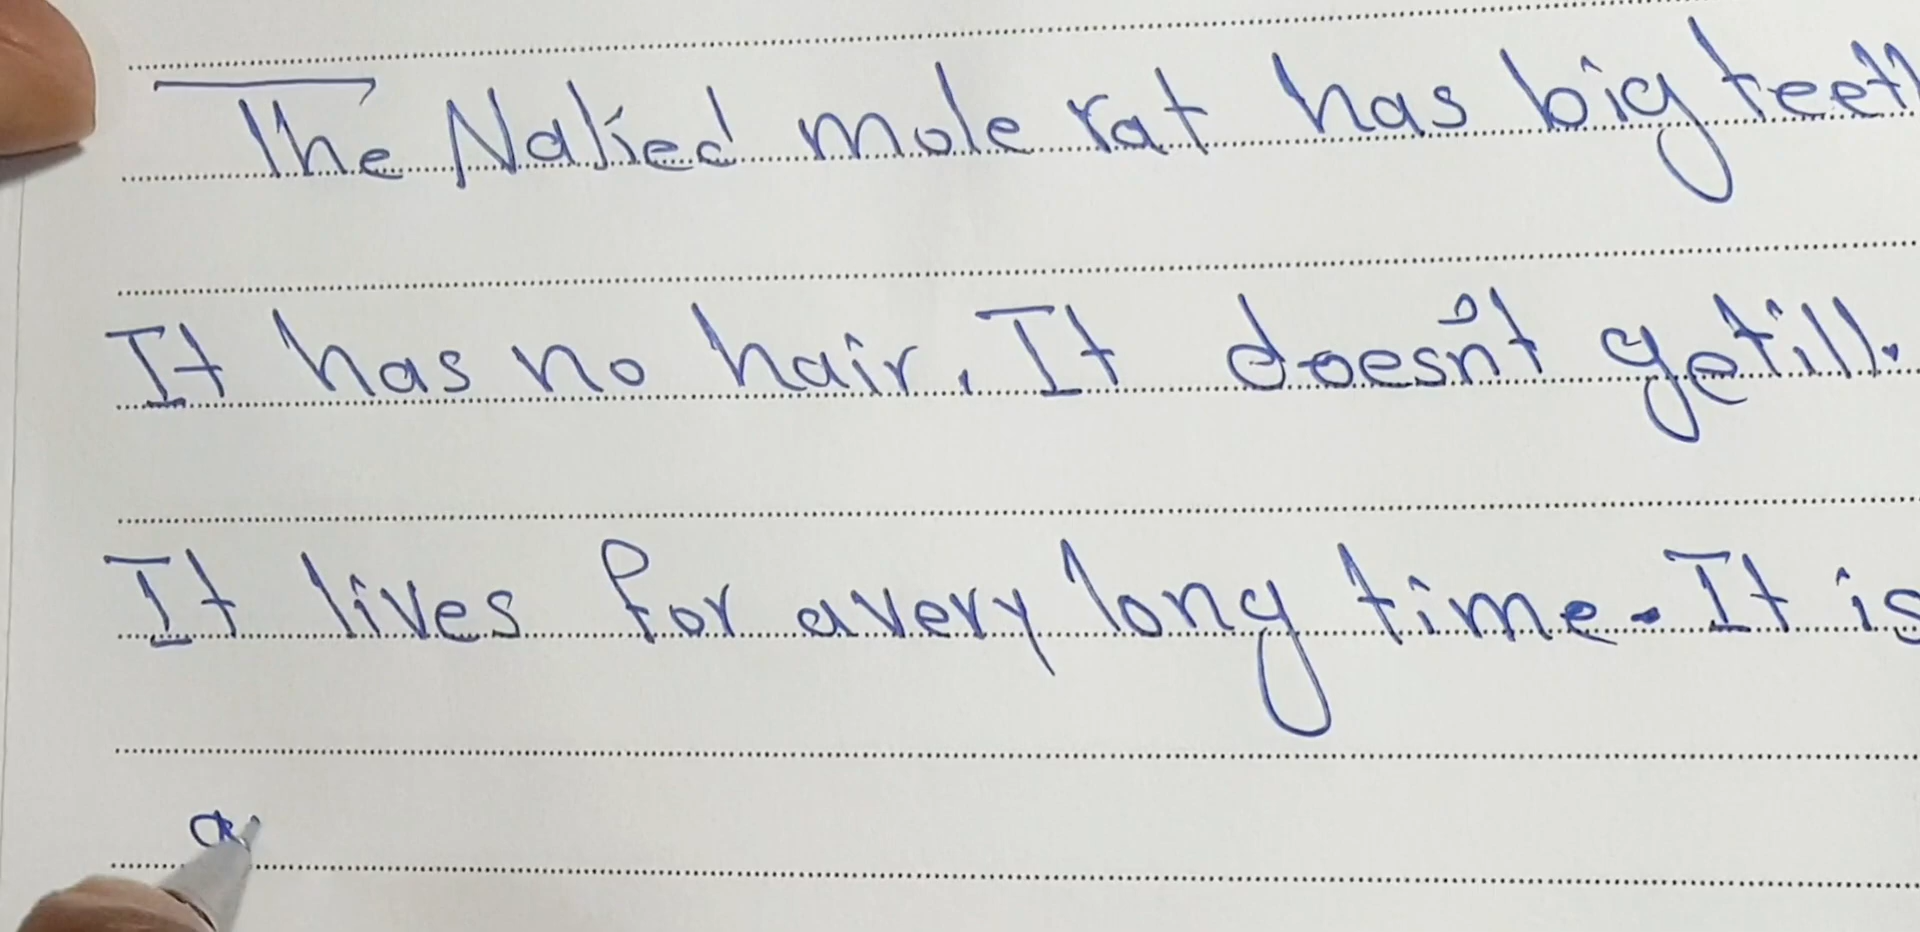 The Naked mole rat has big teeth
It has no hair. It doesn't get ill.
It lives for a very long time. It is
a